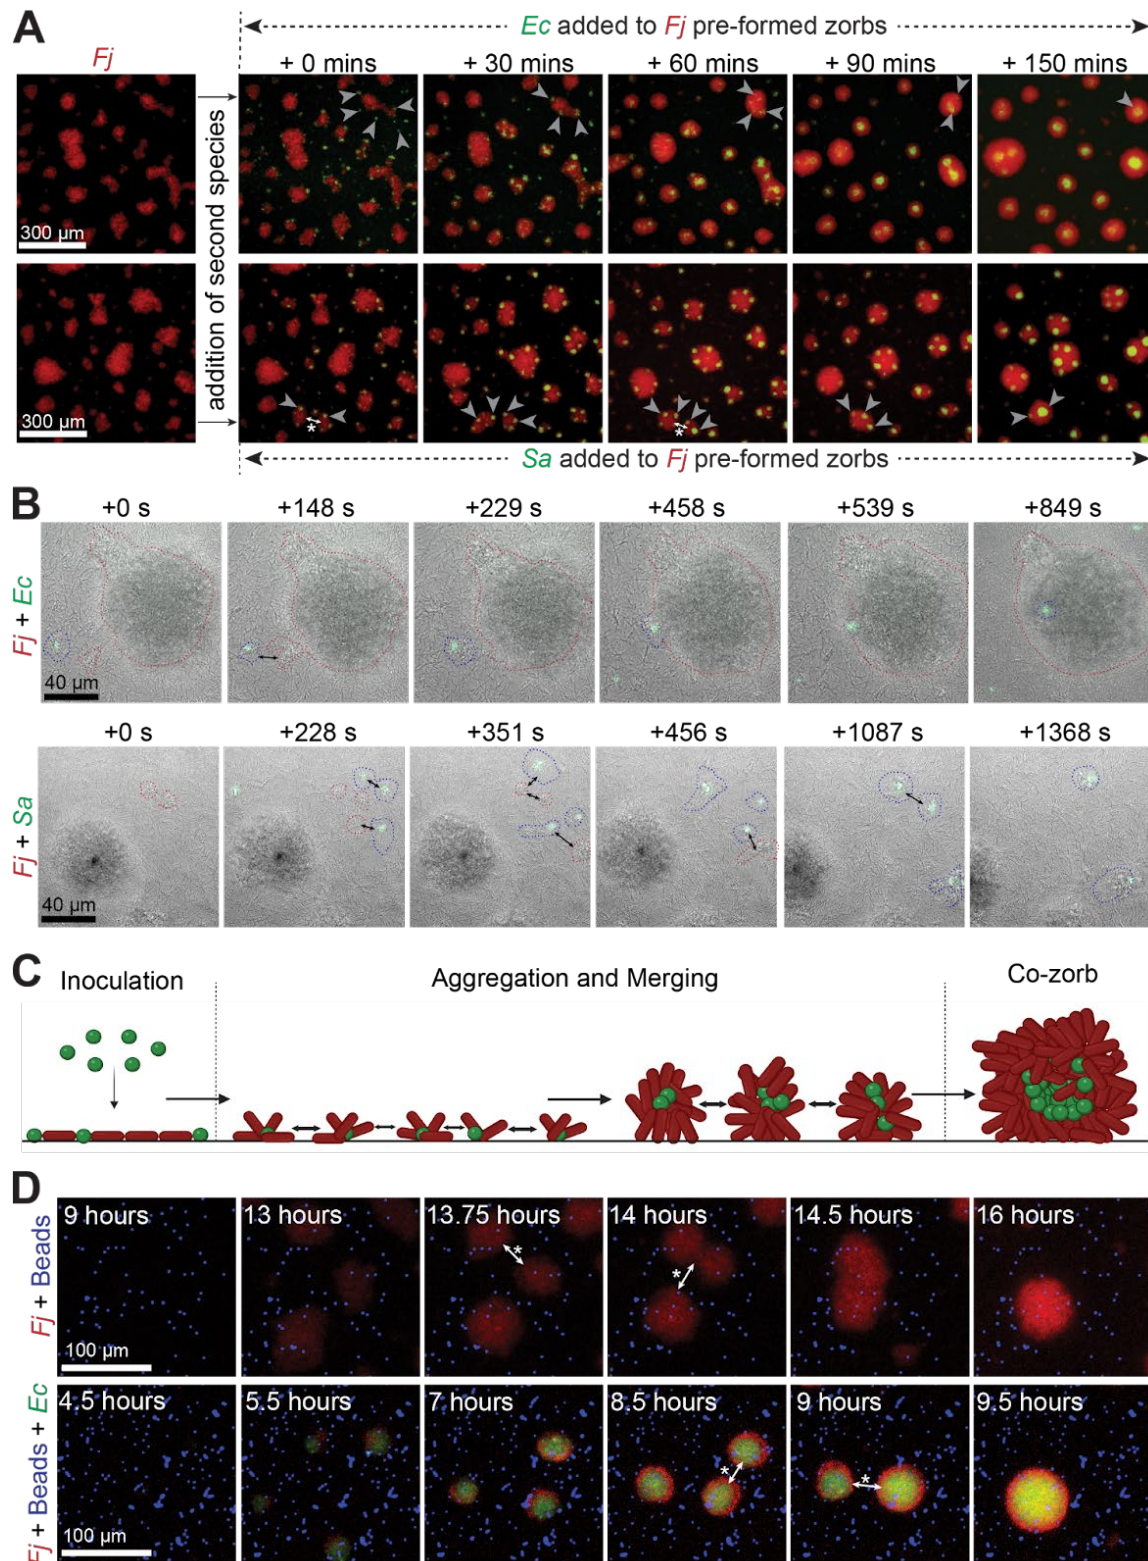 A
Ec added to Fj pre-formed zorbs
Fj
+ 0 mins
+ 30 mins
+ 60 mins
+ 90 mins
+ 150 mins
addition of second species
300 µm
*
*
300 µm
Sa added to Fj pre-formed zorbs
B
+0 s
+148 s
+229 s
+458 s
+539 s
+849 s
Fj + Ec
40 µm
+0 s
+228 s
+351 s
+456 s
+1087 s
+1368 s
Fj + Sa
40 µm
C
Inoculation
Aggregation and Merging
Co-zorb
D
Fj + Beads
9 hours
13 hours
13.75 hours
14 hours
14.5 hours
16 hours
*
*
100 µm
Fj + Beads + Ec
4.5 hours
5.5 hours
7 hours
8.5 hours
9 hours
9.5 hours
*
*
100 µm